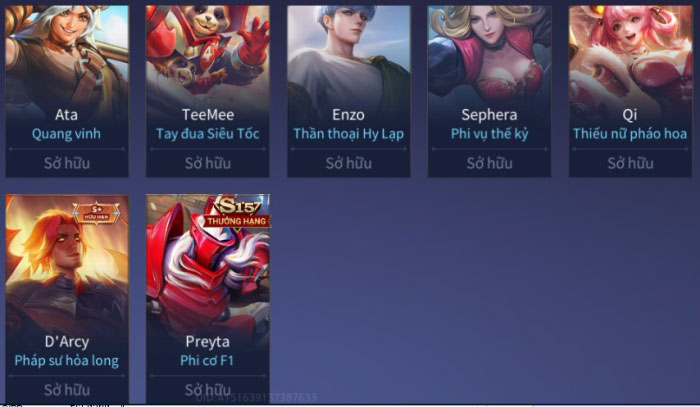 Ata
Quang vinh
Sở hữu
TeeMee
Tay đua Siêu Tốc
Sở hữu
Enzo
Thần thoại Hy Lạp
Sở hữu
Sephera
Phi vụ thế kỷ
Sở hữu
Qi
Thiếu nữ pháo hoa
Sở hữu
S+
HỮU HẠN
D'Arcy
Pháp sư hỏa long
Sở hữu
THƯỞNG HẠNG
Preyta
Phi cơ F1
Sở hữu
UID: 4151639137387633